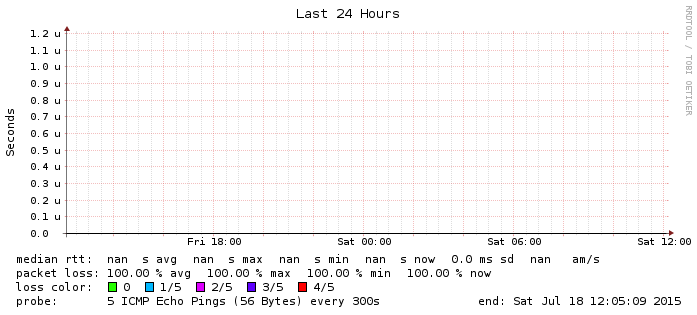 Last 24 Hours
RRDTOOL / TOBI OETIKER
Seconds
1.2 u
1.1 u
1.0 u
0.9 u
0.8 u
0.7 u
0.6 u
0.5 u
0.4 u
0.3 u
0.2 u
0.1 u
0.0
Fri 18:00 Sat 00:00 Sat 06:00 Sat 12:00
median rtt: nan s avg nan s max nan s min nan s now 0.0 ms sd nan am/s
packet loss: 100.00 % avg 100.00 % max 100.00 % min 100.00 % now
loss color: 0 1/5 2/5 3/5 4/5
probe: 5 ICMP Echo Pings (56 Bytes) every 300s end: Sat Jul 18 12:05:09 2015